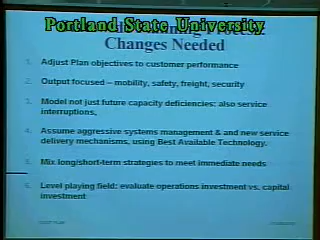 Portland State University
Changes Needed
1. Adjust Plan objectives to customer performance
2. Output focused – mobility, safety, freight, security
3. Model not just future capacity deficiencies: also service
interruptions,
4. Assume aggressive systems management & and new service
delivery mechanisms, using Best Available Technology.
5. Mix long/short-term strategies to meet immediate needs
6. Level playing field: evaluate operations investment vs. capital
investment